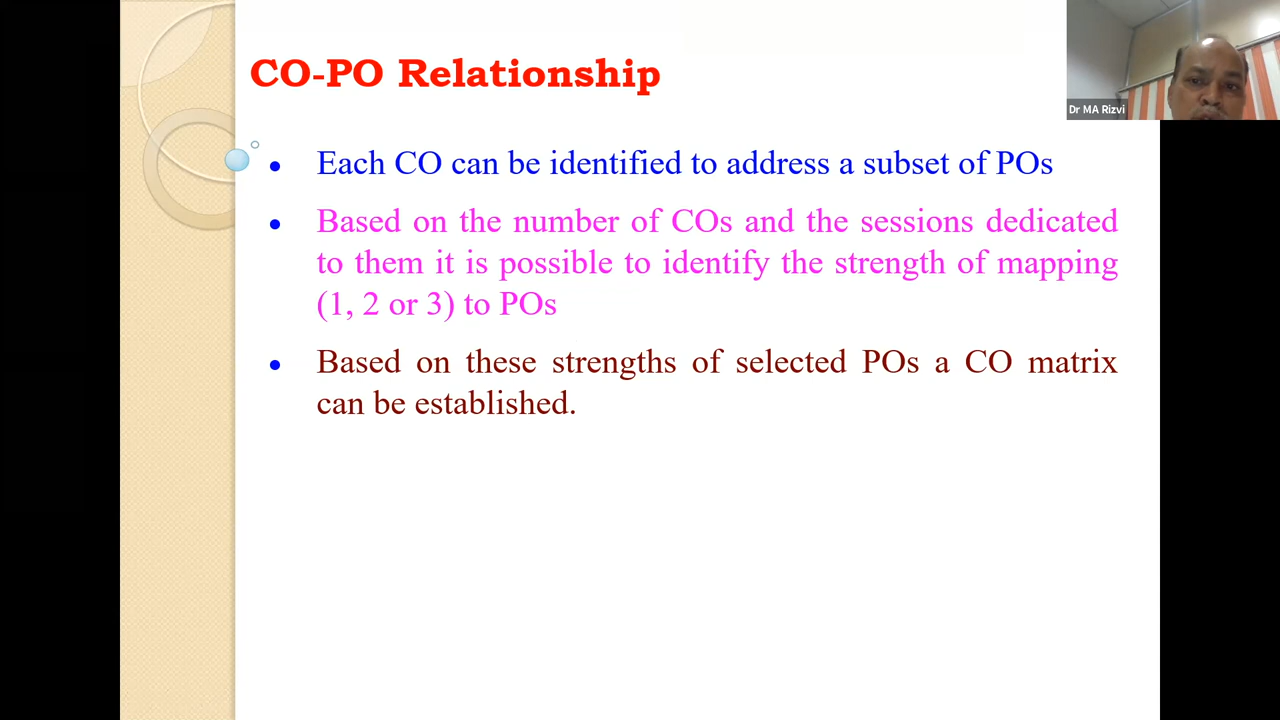 CO-PO Relationship
Dr MA Rizvi
• Each CO can be identified to address a subset of POs
• Based on the number of COs and the sessions dedicated
to them it is possible to identify the strength of mapping
(1, 2 or 3) to POs
• Based on these strengths of selected POs a CO matrix
can be established.